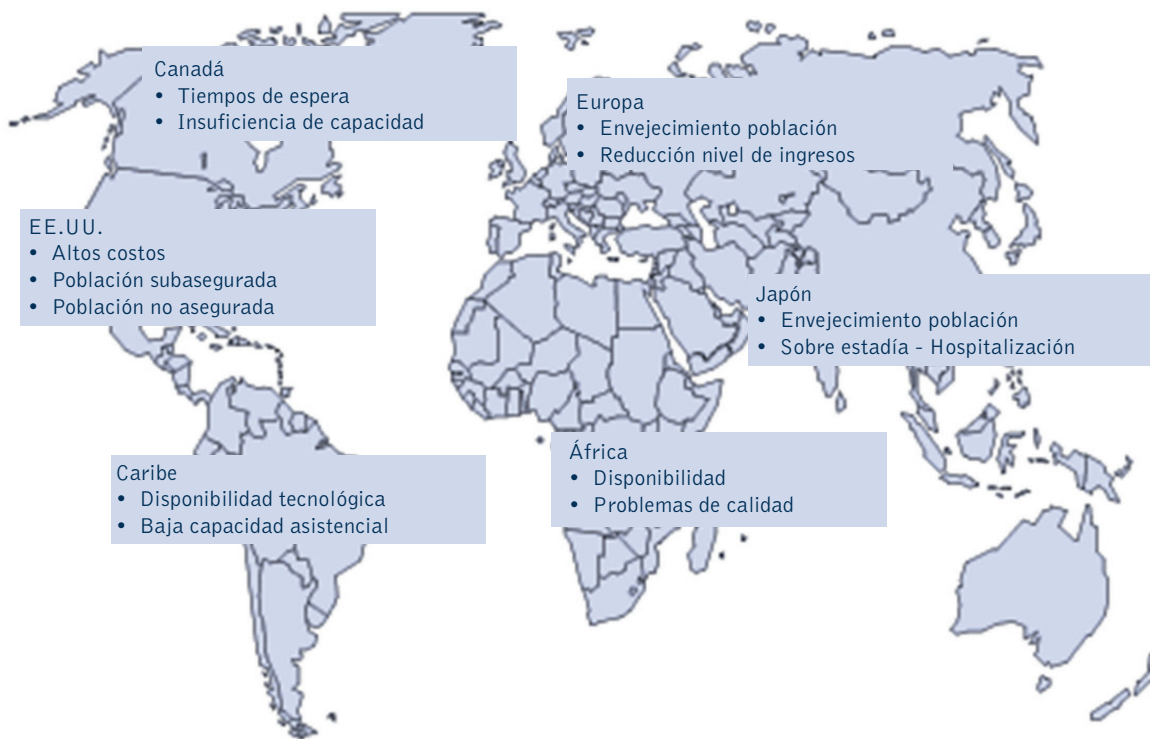 Canadá
• Tiempos de espera
• Insuficiencia de capacidad
Europa
• Envejecimiento población
• Reducción nivel de ingresos
EE.UU.
• Altos costos
• Población subasegurada
• Población no asegurada
Japón
• Envejecimiento población
• Sobre estadía - Hospitalización
Caribe
• Disponibilidad tecnológica
• Baja capacidad asistencial
África
• Disponibilidad
• Problemas de calidad